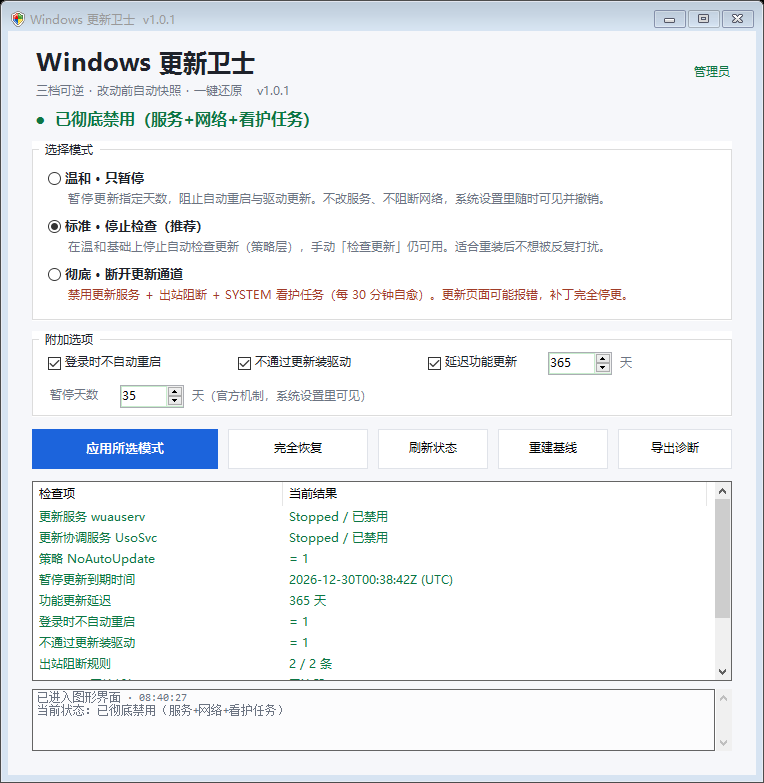 Windows 更新卫士 v1.0.1
Windows 更新卫士
管理员
三档可逆 · 改动前自动快照 · 一键还原 v1.0.1
● 已彻底禁用（服务+网络+看护任务）
选择模式
温和 • 只暂停
暂停更新指定天数，阻止自动重启与驱动更新。不改服务、不阻断网络，系统设置里随时可见并撤销。
标准 • 停止检查（推荐）
在温和基础上停止自动检查更新（策略层），手动「检查更新」仍可用。适合重装后不想被反复打扰。
彻底 • 断开更新通道
禁用更新服务 + 出站阻断 + SYSTEM 看护任务（每 30 分钟自愈）。更新页面可能报错，补丁完全停更。
附加选项
登录时不自动重启 不通过更新装驱动 延迟功能更新 365 天
暂停天数 35 天（官方机制，系统设置里可见）
应用所选模式 完全恢复 刷新状态 重建基线 导出诊断
检查项 当前结果
更新服务 wuauserv Stopped / 已禁用
更新协调服务 UsoSvc Stopped / 已禁用
策略 NoAutoUpdate = 1
暂停更新到期时间 2026-12-30T00:38:42Z (UTC)
功能更新延迟 365 天
登录时不自动重启 = 1
不通过更新装驱动 = 1
出站阻断规则 2 / 2 条
已进入图形界面 · 08:40:27
当前状态：已彻底禁用（服务+网络+看护任务）